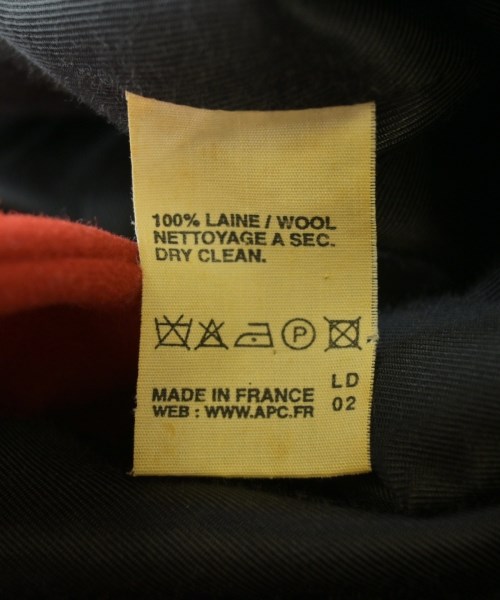 100% LAINE / WOOL
NETTOYAGE A SEC.
DRY CLEAN.
P
MADE IN FRANCE LD
WEB : WWW.APC.FR 02